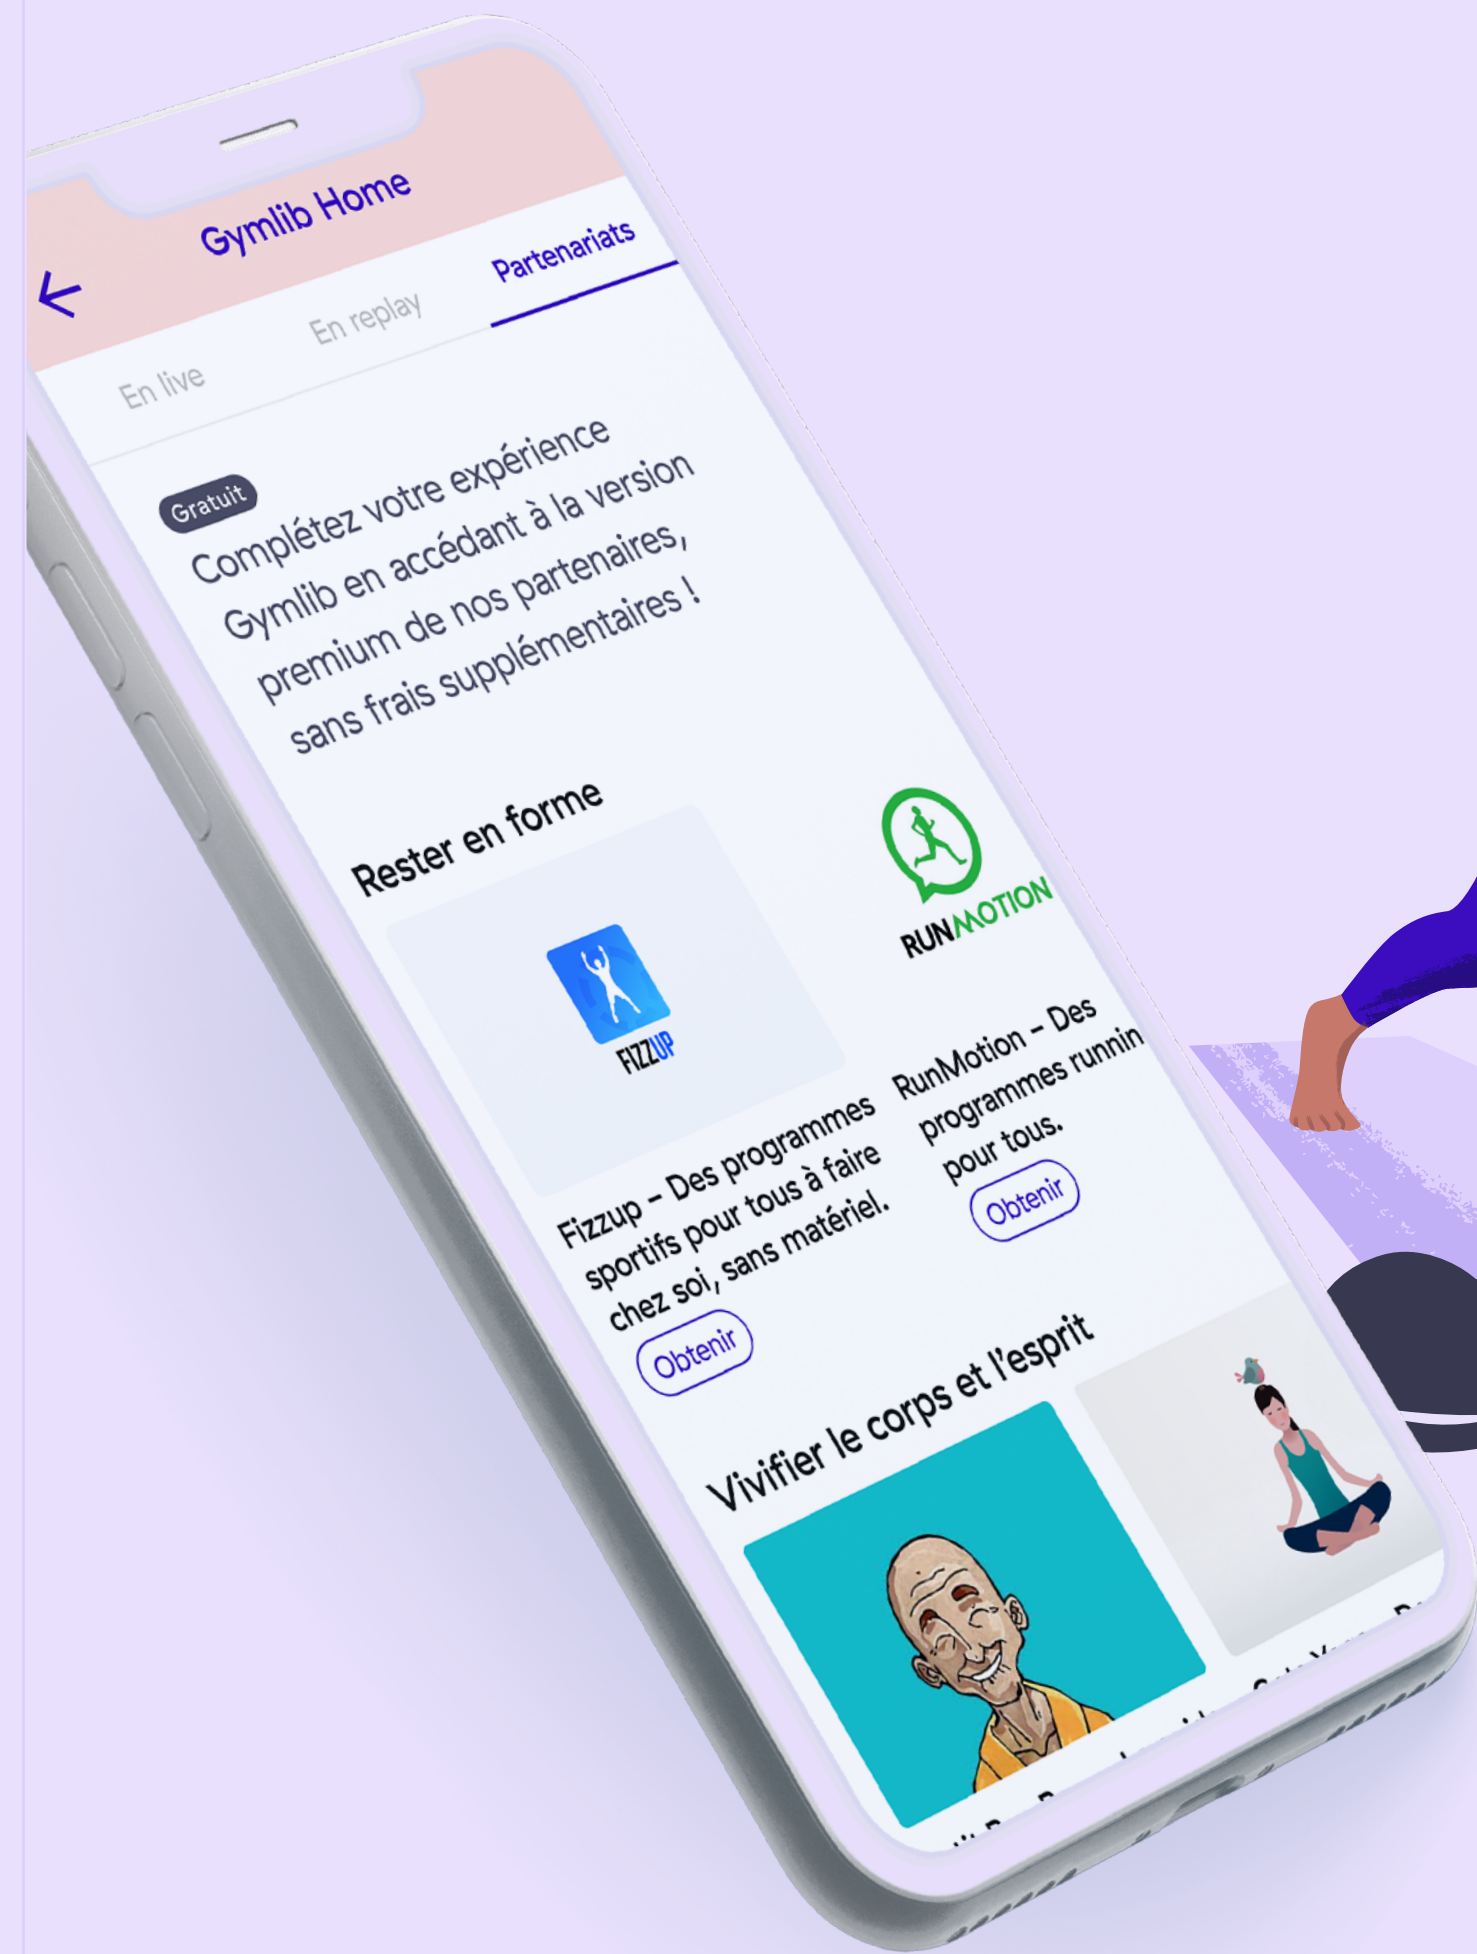 Gymlib Home
En live
En replay
Partenariats
Gratuit
Complétez votre expérience
Gymlib en accédant à la version
premium de nos partenaires,
sans frais supplémentaires !
Rester en forme
FIZZUP
RUNMOTION
Fizzup – Des programmes
sportifs pour tous à faire
chez soi, sans matériel.
Obtenir
RunMotion – Des
programmes runnin
pour tous.
Obtenir
Vivifier le corps et l'esprit